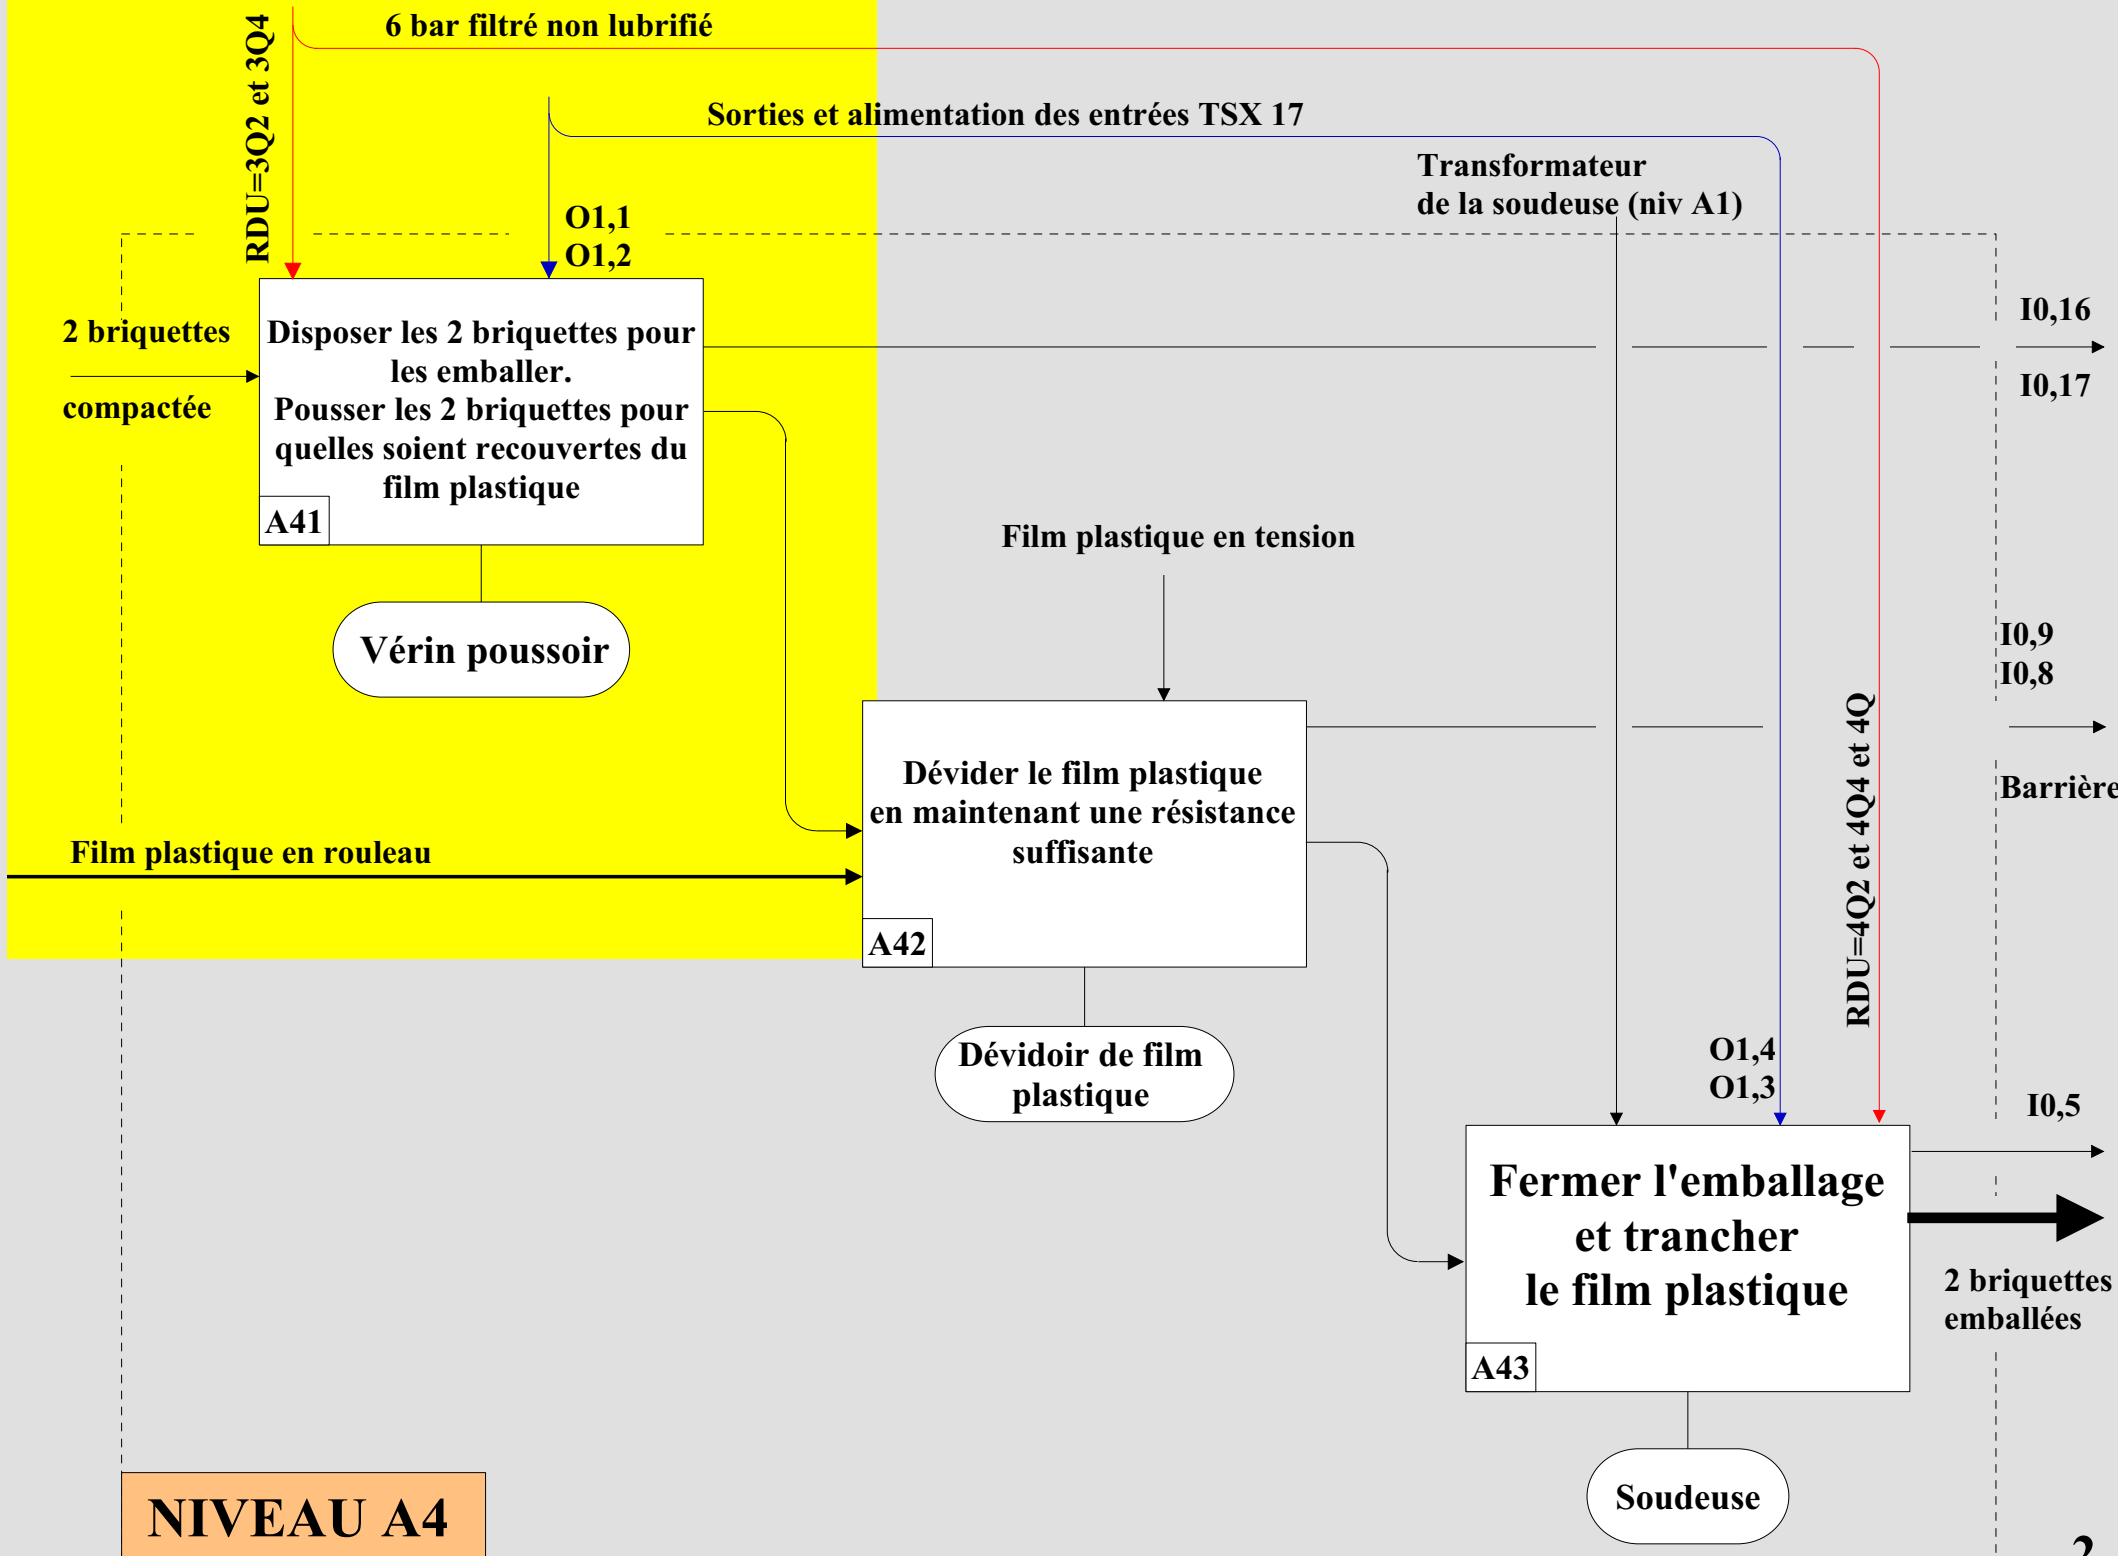 6 bar filtré non lubrifié
RDU=3Q2 et 3Q4
Sorties et alimentation des entrées TSX 17
Transformateur
de la soudeuse (niv A1)
O1,1
O1,2
2 briquettes
compactée
Disposer les 2 briquettes pour
les emballer.
Pousser les 2 briquettes pour
quelles soient recouvertes du
film plastique
A41
I0,16
I0,17
Vérin poussoir
Film plastique en tension
I0,9
I0,8
Barrière
Film plastique en rouleau
Dévider le film plastique
en maintenant une résistance
suffisante
A42
Dévidoir de film
plastique
RDU=4Q2 et 4Q4 et 4Q
O1,4
O1,3
I0,5
Fermer l'emballage
et trancher
le film plastique
A43
2 briquettes
emballées
Soudeuse
NIVEAU A4
2